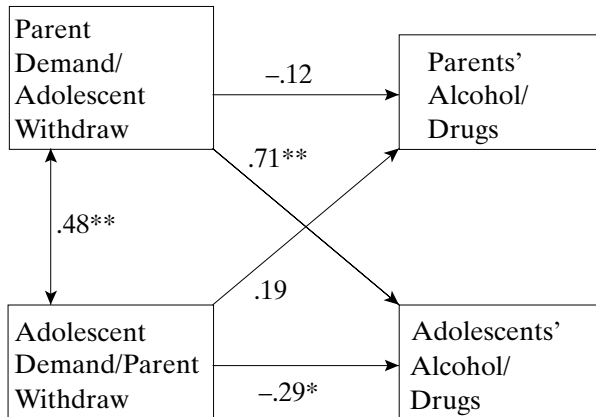 Parent
Demand/
Adolescent
Withdraw
–.12
Parents’
Alcohol/
Drugs
.71**
.48**
.19
Adolescent
Demand/Parent
Withdraw
–.29*
Adolescents’
Alcohol/
Drugs